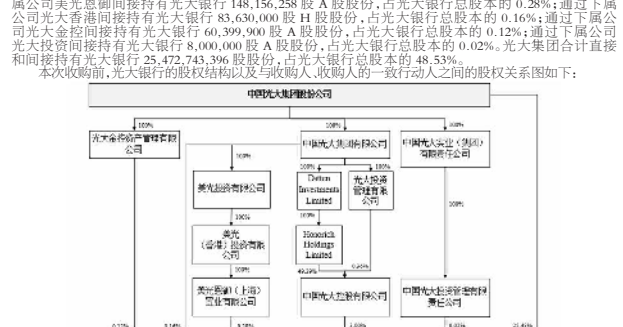 属公司美光恩御间接持有光大银行 148,156,258 股 A 股股份，占光大银行总股本的 0.28%；通过下属
公司光大香港间接持有光大银行 83,630,000 股 H 股股份，占光大银行总股本的 0.16%；通过下属公
司光大金控间接持有光大银行 60,399,900 股 A 股股份，占光大银行总股本的 0.12%；通过下属公司
光大投资间接持有光大银行 8,000,000 股 A 股股份，占光大银行总股本的 0.02%。光大集团合计直接
和间接持有光大银行 25,472,743,396 股股份，占光大银行总股本的 48.53%。
本次收购前，光大银行的股权结构以及与收购人、收购人的一致行动人之间的股权关系图如下：
中国光大集团股份公司
100%
100%
100%
光大金控资产管理有限
公司
中国光大集团有限公司
中国光大实业（集团）
有限责任公司
100%
100%
100%
美光投资有限公司
Datten
Investments
Limited
光大投资
管理有限
公司
100%
100%
100%
美光
（香港）投资有限
公司
Honorich
Holdings
Limited
100%
49.39%
美光恩御（上海）
置业有限公司
中国光大控股有限公司
中国光大投资管理有限
责任公司